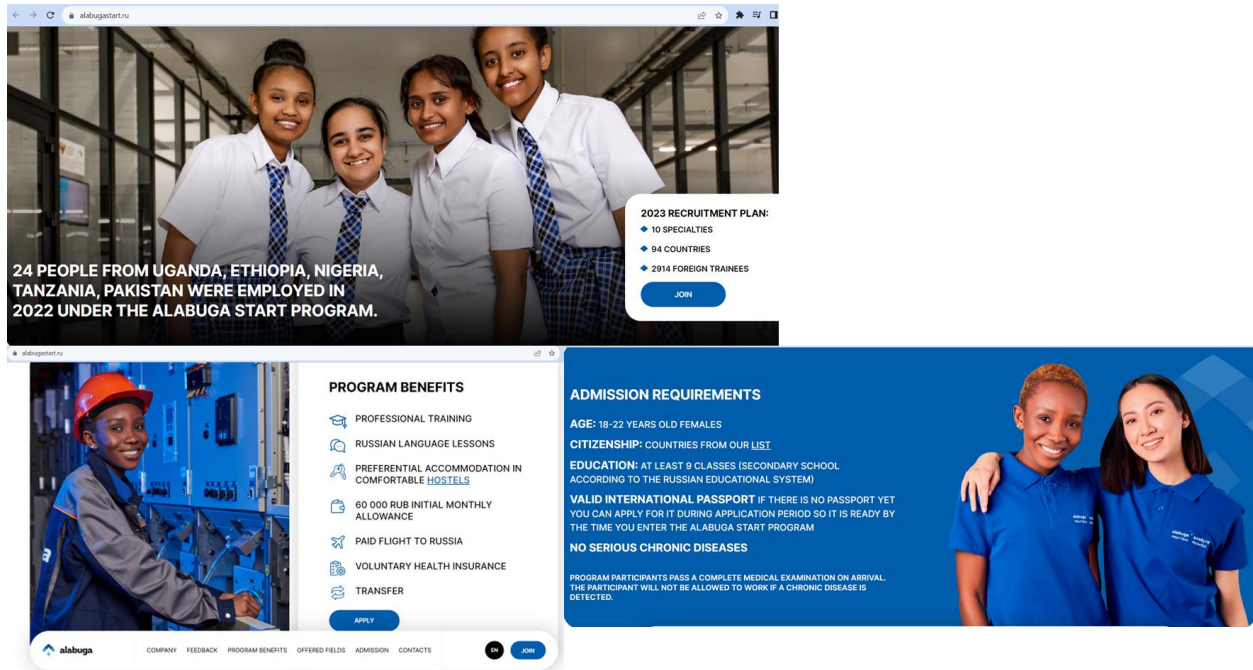 alabugastart.ru
24 PEOPLE FROM UGANDA, ETHIOPIA, NIGERIA,
TANZANIA, PAKISTAN WERE EMPLOYED IN
2022 UNDER THE ALABUGA START PROGRAM.
2023 RECRUITMENT PLAN:
10 SPECIALTIES
94 COUNTRIES
2914 FOREIGN TRAINEES
JOIN
alabugastart.ru
PROGRAM BENEFITS
PROFESSIONAL TRAINING
RUSSIAN LANGUAGE LESSONS
PREFERENTIAL ACCOMMODATION IN
COMFORTABLE HOSTELS
60 000 RUB INITIAL MONTHLY
ALLOWANCE
PAID FLIGHT TO RUSSIA
VOLUNTARY HEALTH INSURANCE
TRANSFER
APPLY
alabuga
COMPANY FEEDBACK PROGRAM BENEFITS OFFERED FIELDS ADMISSION CONTACTS
EN
JOIN
ADMISSION REQUIREMENTS
AGE: 18-22 YEARS OLD FEMALES
CITIZENSHIP: COUNTRIES FROM OUR LIST
EDUCATION: AT LEAST 9 CLASSES (SECONDARY SCHOOL
ACCORDING TO THE RUSSIAN EDUCATIONAL SYSTEM)
VALID INTERNATIONAL PASSPORT IF THERE IS NO PASSPORT YET
YOU CAN APPLY FOR IT DURING APPLICATION PERIOD SO IT IS READY BY
THE TIME YOU ENTER THE ALABUGA START PROGRAM
NO SERIOUS CHRONIC DISEASES
PROGRAM PARTICIPANTS PASS A COMPLETE MEDICAL EXAMINATION ON ARRIVAL.
THE PARTICIPANT WILL NOT BE ALLOWED TO WORK IF A CHRONIC DISEASE IS
DETECTED.